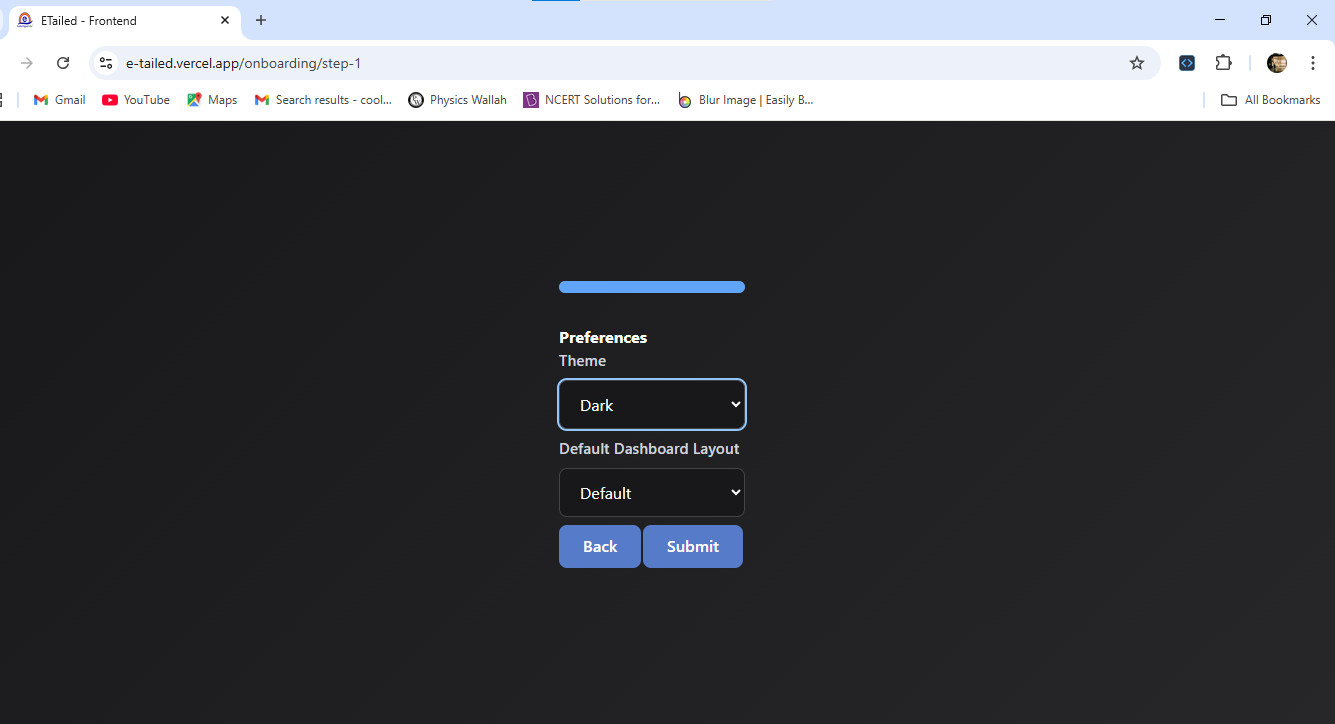 ETailed - Frontend
e-tailed.vercel.app/onboarding/step-1
Gmail YouTube Maps Search results - cool... Physics Wallah NCERT Solutions for... Blur Image | Easily B... All Bookmarks
Preferences
Theme
Dark
Default Dashboard Layout
Default
Back Submit